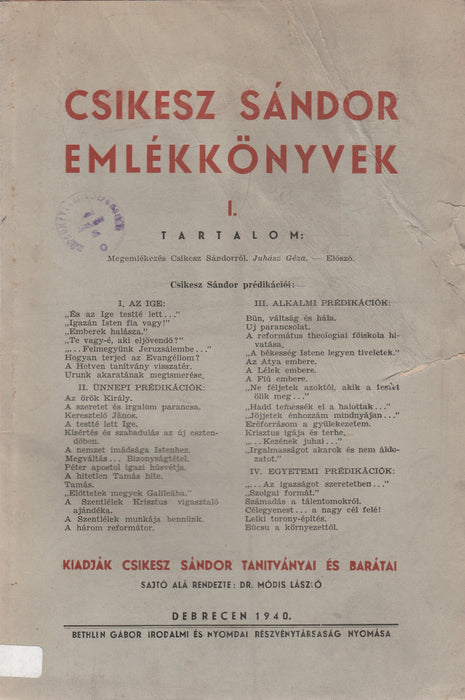 CSIKESZ SÁNDOR
EMLÉKKÖNYVEK
I.
TARTALOM:
Megemlékezés Csikesz Sándorról. Juhász Géza. — Előszó.
Csikesz Sándor prédikációi:
I. AZ IGE:
„És az Ige testté lett...”
„Igazán Isten fia vagy!”
„Emberek halásza.”
„Te vagy-é, aki eljövendő?”
„... Felmegyünk Jeruzsálembe...”
Hogyan terjed az Evangéliom?
A Hetven tanítvány visszatér.
Urunk akaratának megismerése.
II. ÜNNEPI PRÉDIKÁCIÓK:
Az örök Király.
A szeretet és irgalom parancsa.
Keresztelő János.
A testté lett Ige.
Kísértés és szabadulás az új eszten-
dőben.
A nemzet imádsága Istenhez.
Megváltás... Bizonyságtétel.
Péter apostol igazi húsvétja.
A hitetlen Tamás hite.
Tamás.
„Előttetek megyek Galileába.”
A Szentlélek Krisztus vigasztaló
ajándéka.
A Szentlélek munkája bennünk.
A három reformátor.
III. ALKALMI PRÉDIKÁCIÓK:
Bűn, váltság és hála.
Uj parancsolat.
A református theologiai főiskola hi-
vatása.
„A békesség Istene legyen tiveletek.”
Az Atya embere.
A Lélek embere.
A Fiú embere.
„Ne féljetek azoktól, akik a testet
ölik meg...”
„Hadd temessék el a halottak...”
„Jöjjetek énhozzám mindnyájan...”
Erőforrásom a gyülekezetem.
Krisztus igája és terhe.
„... Kezének juhai...”
„Irgalmasságot akarok és nem áldo-
zatot.”
IV. EGYETEMI PRÉDIKÁCIÓK:
„... Az igazságot szeretetben...”
„Szolgai formát.”
Számadás a tálentomokról.
Célegyenest... a nagy cél felé!
Lelki torony-építés.
Búcsu a környezettől.
KIADJÁK CSIKESZ SÁNDOR TANITVÁNYAI ÉS BARÁTAI
SAJTÓ ALÁ RENDEZTE: DR. MÓDIS LÁSZLÓ
DEBRECEN 1940.
BETHLEN GÁBOR IRODALMI ÉS NYOMDAI RÉSZVÉNYTÁRSASÁG NYOMÁSA